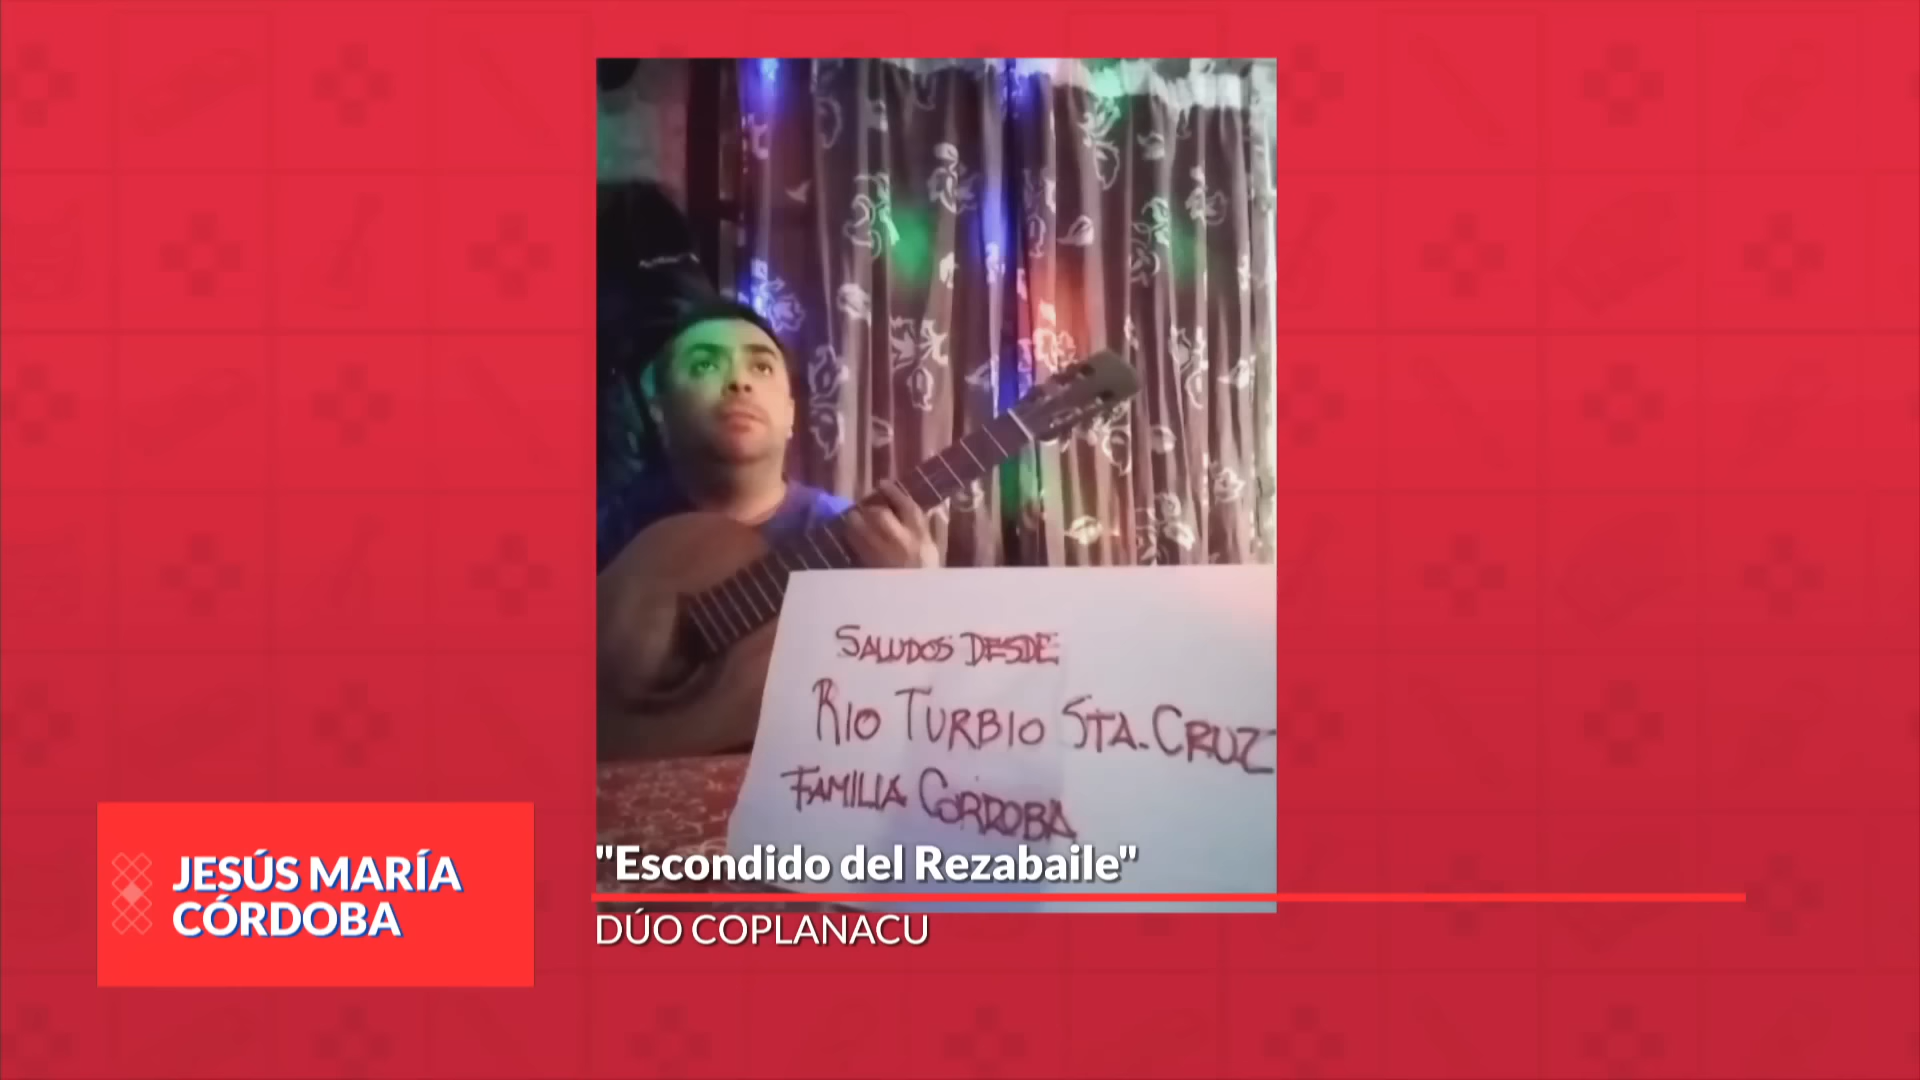 SALUDOS DESDE
RIO TURBIO STA. CRUZ
FAMILIA CORDOBA
"Escondido del Rezabaile"
DÚO COPLANACU
JESÚS MARÍA
CÓRDOBA